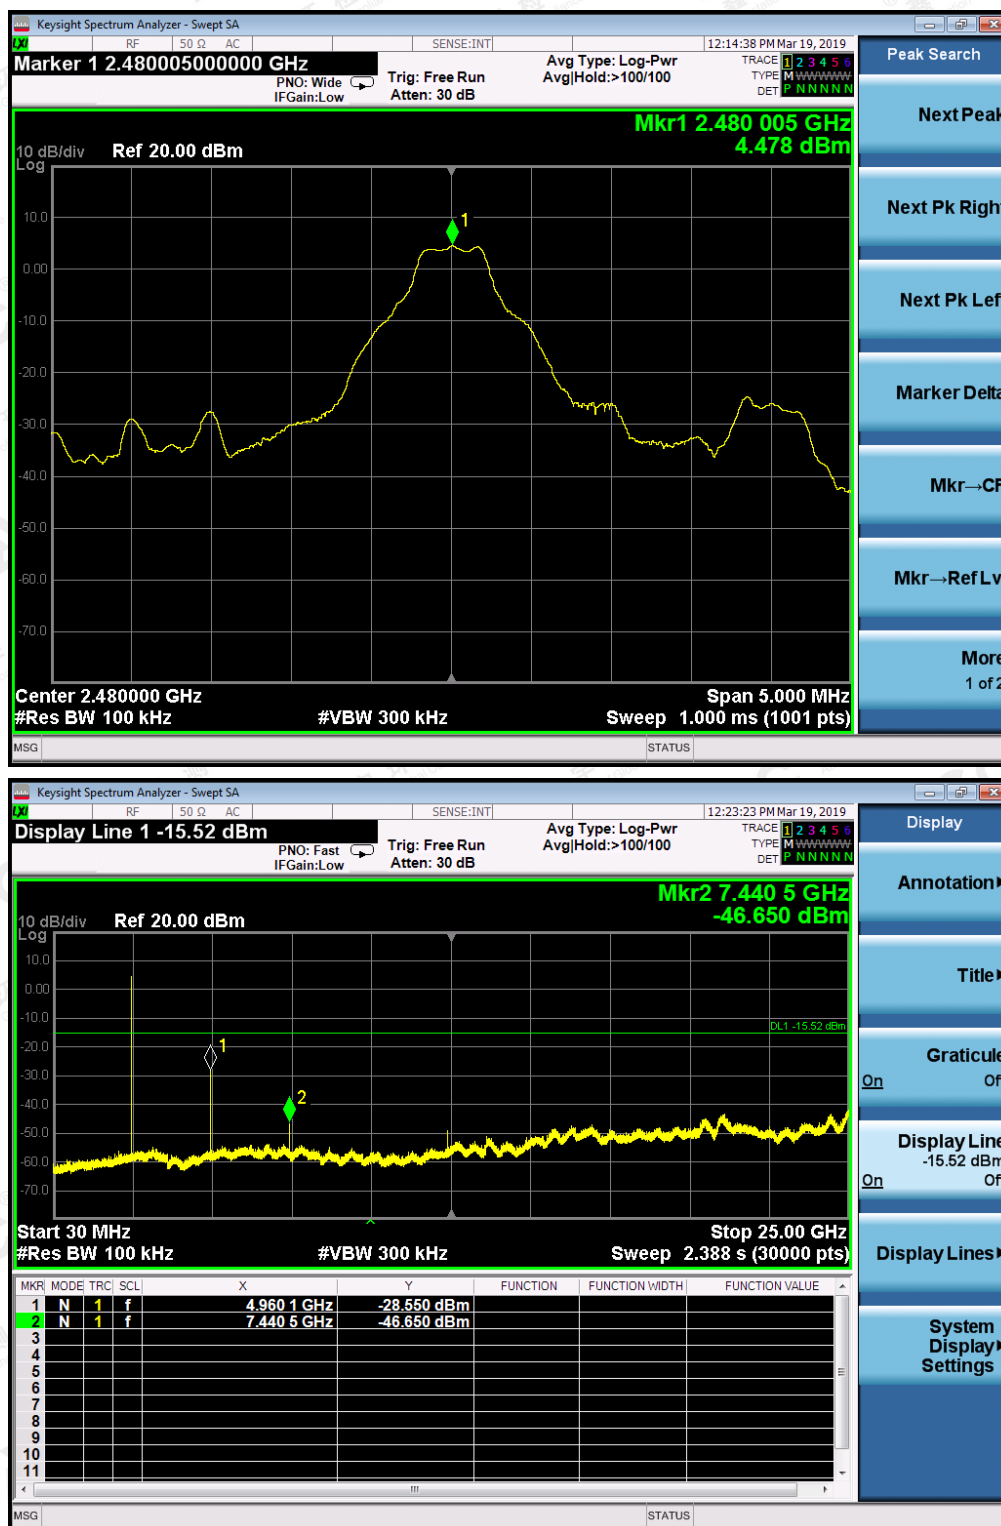 Keysight Spectrum Analyzer - Swept SA
LXI RF 50 Ω AC SENSE:INT 12:14:38 PM Mar 19, 2019
Marker 1 2.480005000000 GHz
PNO: Wide
IFGain:Low
Trig: Free Run
Atten: 30 dB
Avg Type: Log-Pwr
Avg|Hold:>100/100
TRACE 1 2 3 4 5 6
TYPE M W W W W W
DET P N N N N N
Mkr1 2.480 005 GHz
4.478 dBm
10 dB/div Ref 20.00 dBm
Log
10.0
0.00
-10.0
-20.0
-30.0
-40.0
-50.0
-60.0
-70.0
1
Center 2.480000 GHz
Span 5.000 MHz
#Res BW 100 kHz
#VBW 300 kHz
Sweep 1.000 ms (1001 pts)
MSG
STATUS
Peak Search
Next Peak
Next Pk Right
Next Pk Left
Marker Delta
Mkr→CF
Mkr→Ref Lvl
More
1 of 2
Keysight Spectrum Analyzer - Swept SA
LXI RF 50 Ω AC SENSE:INT 12:23:23 PM Mar 19, 2019
Display Line 1 -15.52 dBm
PNO: Fast
IFGain:Low
Trig: Free Run
Atten: 30 dB
Avg Type: Log-Pwr
Avg|Hold:>100/100
TRACE 1 2 3 4 5 6
TYPE M W W W W W
DET P N N N N N
Mkr2 7.440 5 GHz
-46.650 dBm
10 dB/div Ref 20.00 dBm
Log
10.0
0.00
-10.0
-20.0
-30.0
-40.0
-50.0
-60.0
-70.0
DL1 -15.52 dBm
1
2
Start 30 MHz
Stop 25.00 GHz
#Res BW 100 kHz
#VBW 300 kHz
Sweep 2.388 s (30000 pts)
MKR MODE TRC SCL X Y FUNCTION FUNCTION WIDTH FUNCTION VALUE
1 N 1 f 4.960 1 GHz -28.550 dBm
2 N 1 f 7.440 5 GHz -46.650 dBm
3
4
5
6
7
8
9
10
11
MSG
STATUS
Display
Annotation
Title
Graticule
On Off
Display Line
-15.52 dBm
On Off
Display Lines
System
Display
Settings